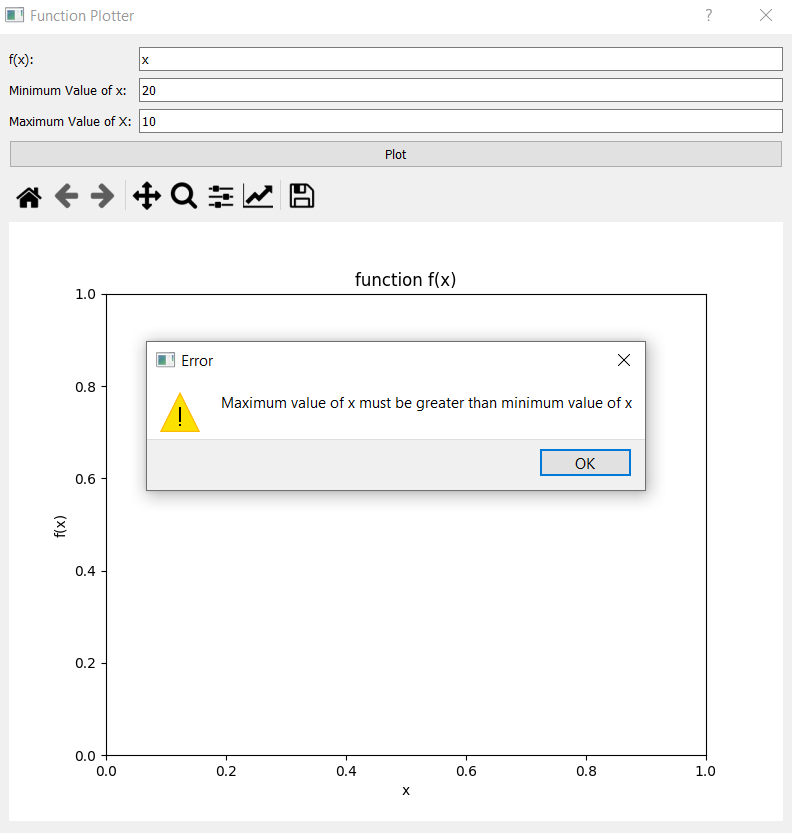 Function Plotter
?
f(x):
x
Minimum Value of x:
20
Maximum Value of X:
10
Plot
function f(x)
1.0
0.8
0.6
0.4
0.2
0.0
f(x)
Error
Maximum value of x must be greater than minimum value of x
!
OK
0.0 0.2 0.4 0.6 0.8 1.0
x